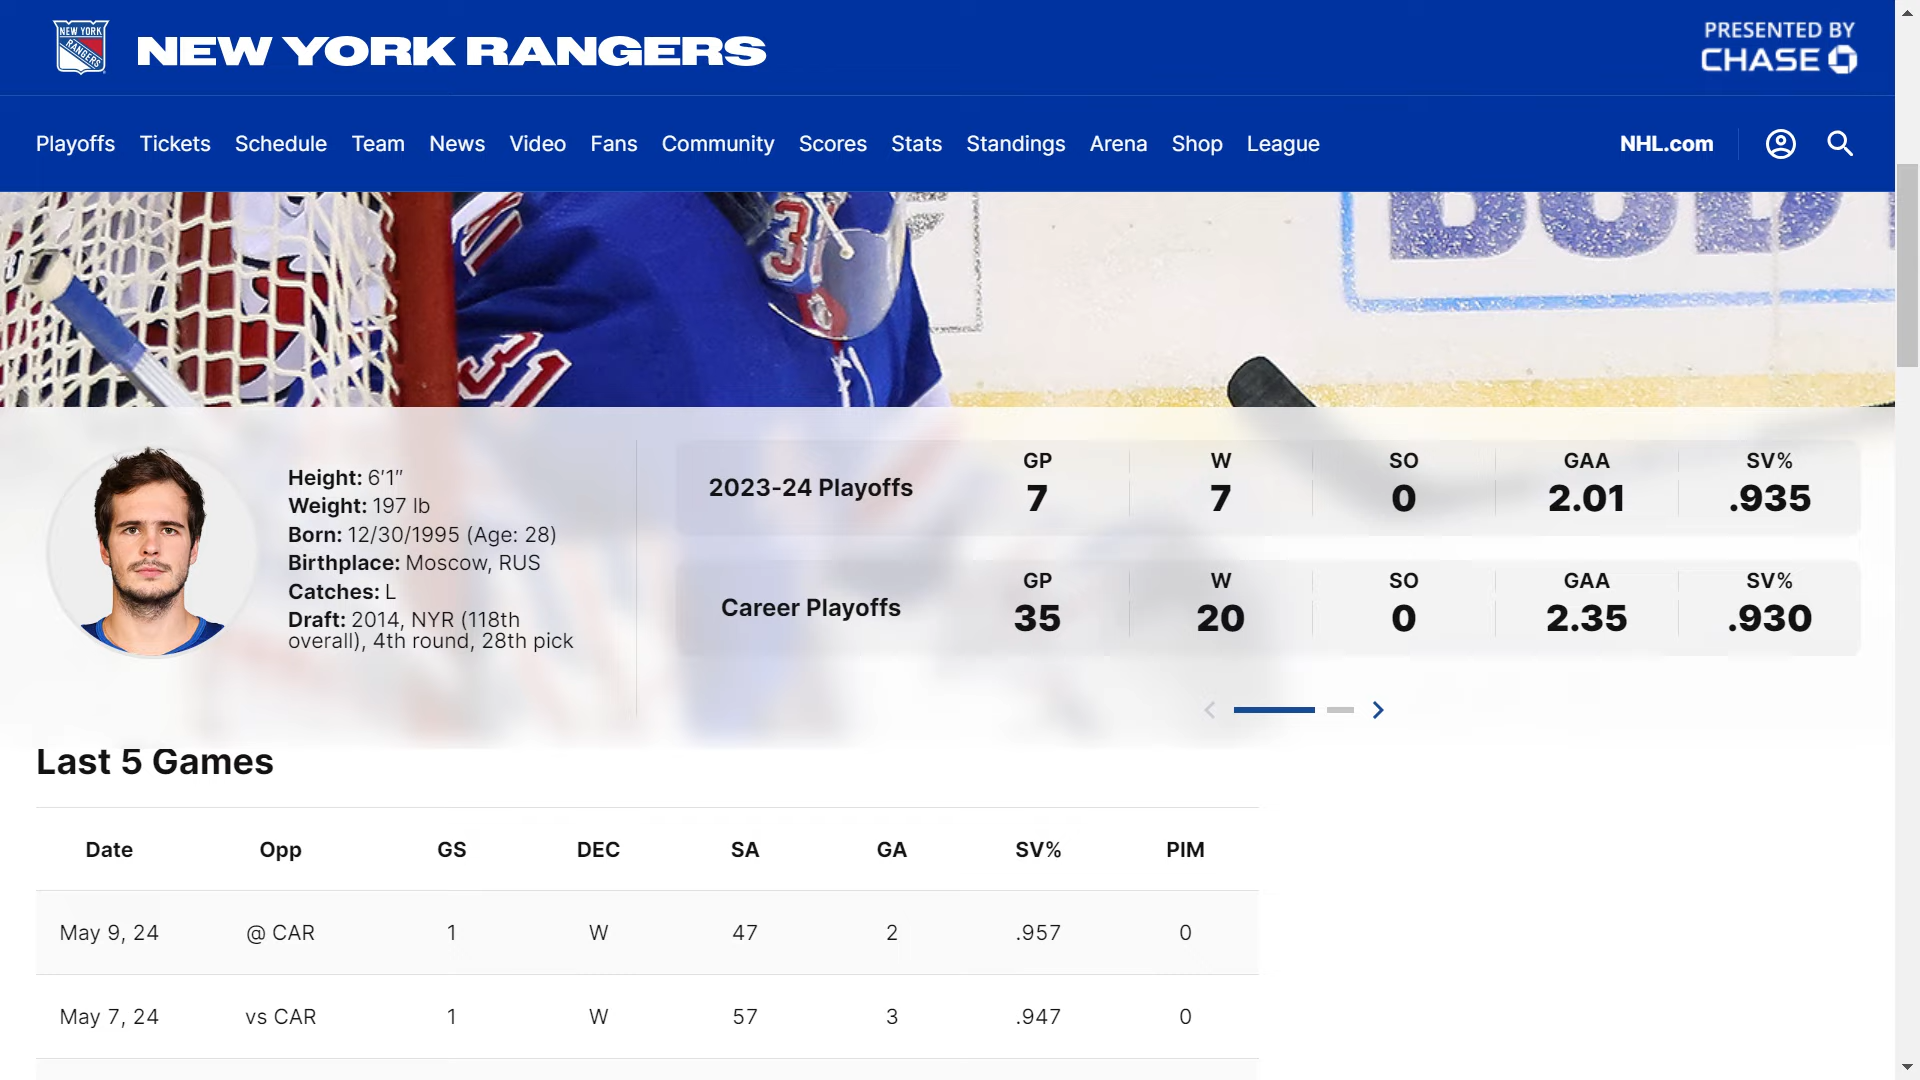 NEW YORK
RANGERS
NEW YORK RANGERS
PRESENTED BY
CHASE
Playoffs Tickets Schedule Team News Video Fans Community Scores Stats Standings Arena Shop League
NHL.com
31
31
Height: 6′1″
Weight: 197 lb
Born: 12/30/1995 (Age: 28)
Birthplace: Moscow, RUS
Catches: L
Draft: 2014, NYR (118th
overall), 4th round, 28th pick
2023-24 Playoffs
GP W SO GAA SV%
7 7 0 2.01 .935
Career Playoffs
GP W SO GAA SV%
35 20 0 2.35 .930
Last 5 Games
Date Opp GS DEC SA GA SV% PIM
May 9, 24 @ CAR 1 W 47 2 .957 0
May 7, 24 vs CAR 1 W 57 3 .947 0